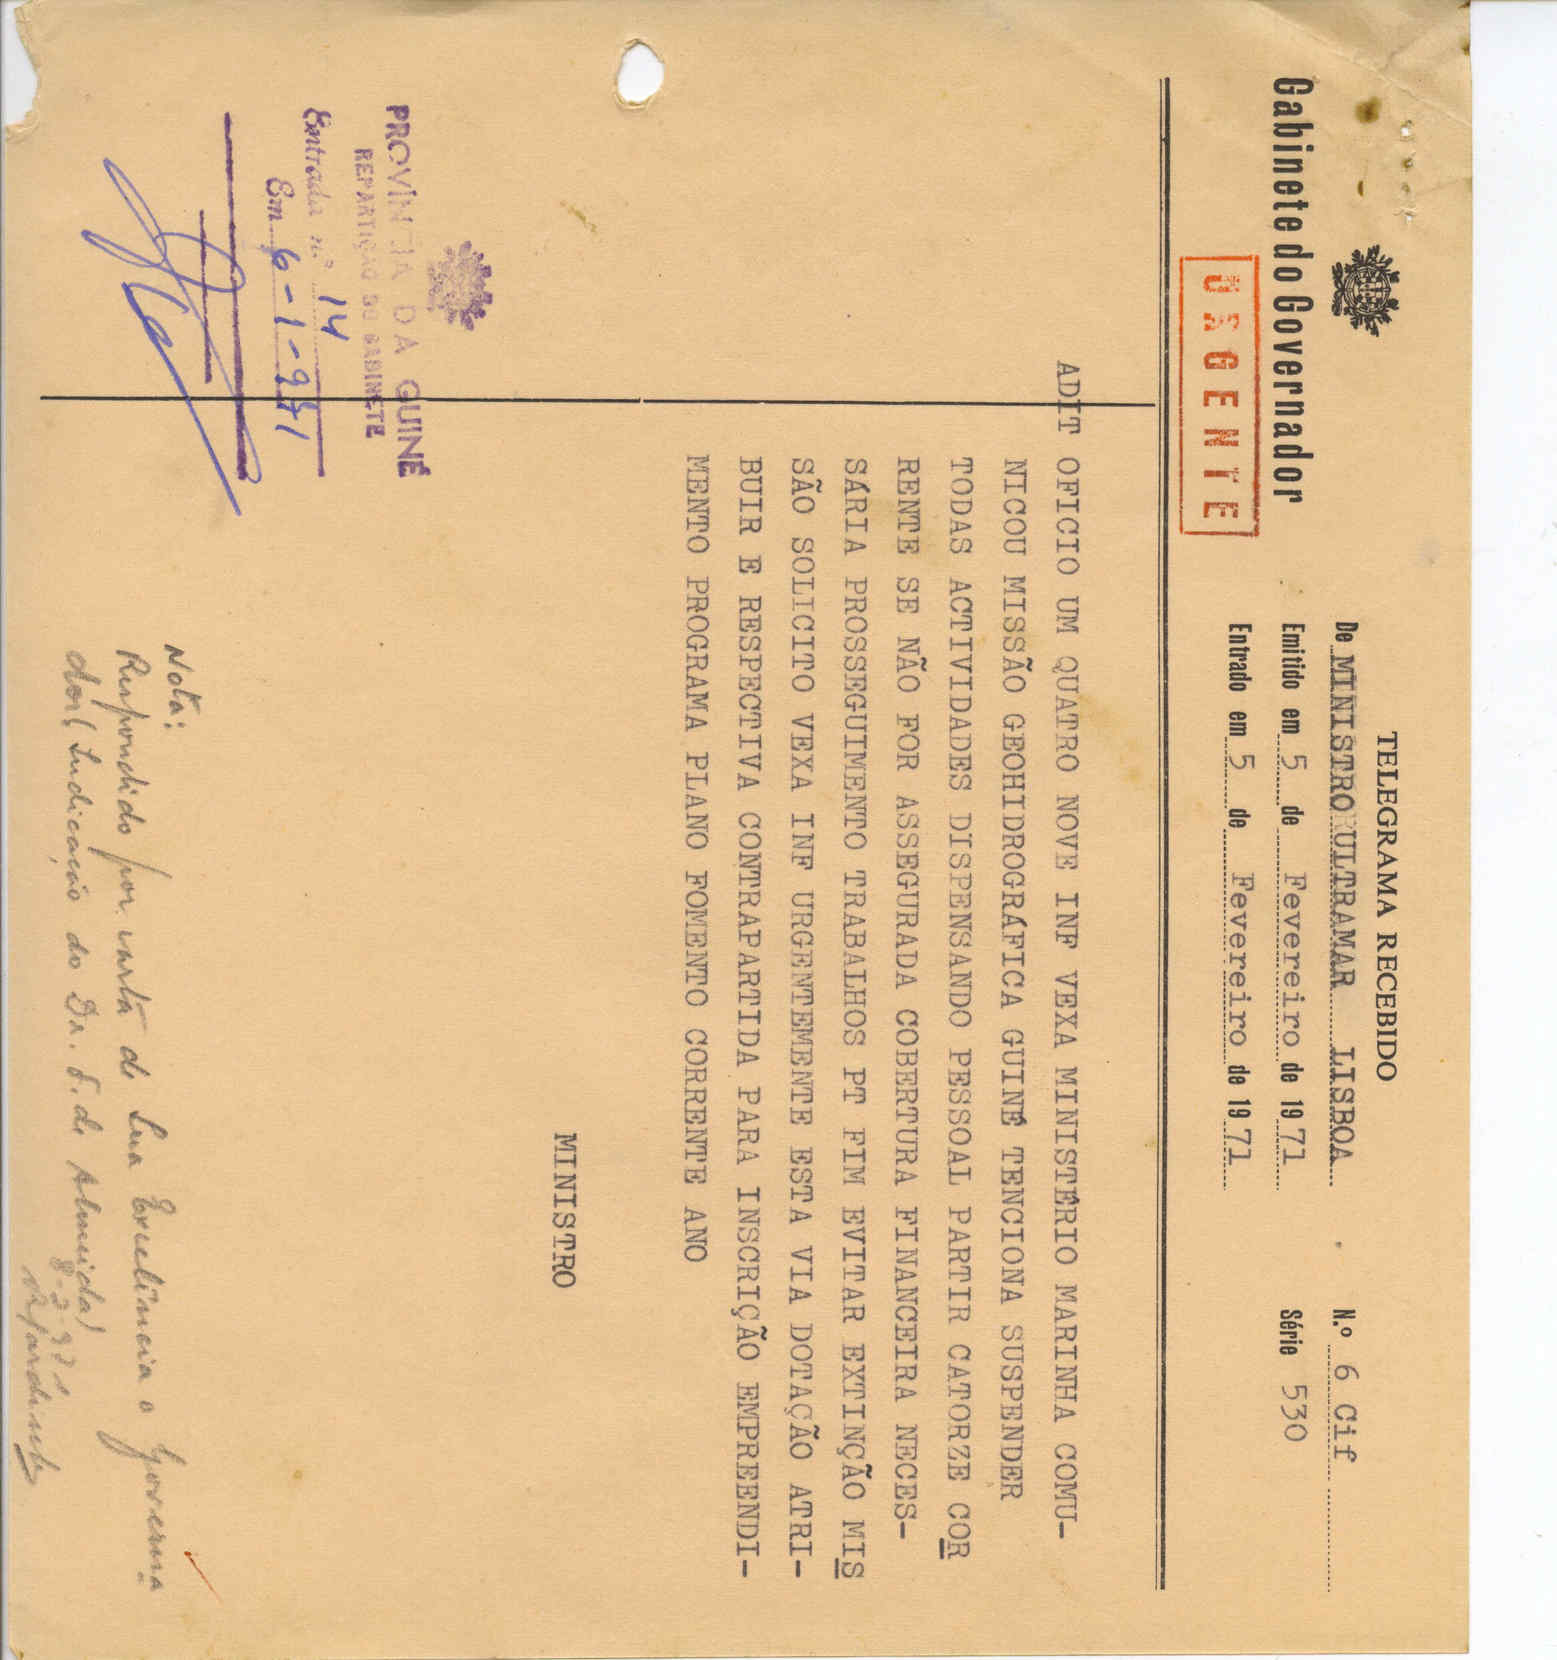 Gabinete do Governador
URGENTE
TELEGRAMA RECEBIDO
De MINISTRO ULTRAMAR LISBOA
Emitido em 5 de Fevereiro de 1971
Entrado em 5 de Fevereiro de 1971
N.º 6 Cif
Série 530
ADIT OFICIO UM QUATRO NOVE INF VEXA MINISTÉRIO MARINHA COMU-
NICOU MISSÃO GEOHIDROGRÁFICA GUINÉ TENCIONA SUSPENDER
TODAS ACTIVIDADES DISPENSANDO PESSOAL PARTIR CATORZE COR
RENTE SE NÃO FOR ASSEGURADA COBERTURA FINANCEIRA NECES-
SÁRIA PROSSEGUIMENTO TRABALHOS PT FIM EVITAR EXTINÇÃO MIS
SÃO SOLICITO VEXA INF URGENTEMENTE ESTA VIA DOTAÇÃO ATRI-
BUIR E RESPECTIVA CONTRAPARTIDA PARA INSCRIÇÃO EMPREENDI-
MENTO PROGRAMA PLANO FOMENTO CORRENTE ANO
MINISTRO
PROVÍNCIA DA GUINÉ
REPARTIÇÃO DO GABINETE
Entrada n.º 14
Em 6-1-971
Nota:
Respondido por carta de Sua Excelência o Governa
dor (Indicação do Dr. F. de Almeida)
8-2-971